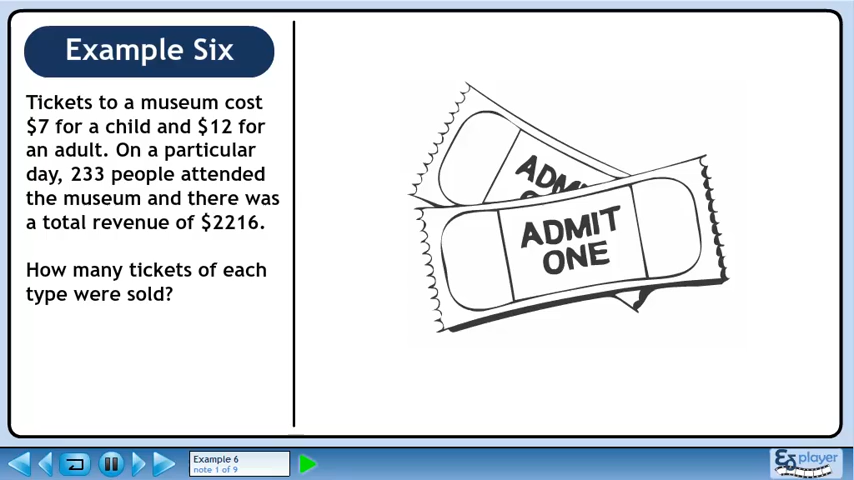 Example Six
Tickets to a museum cost
$7 for a child and $12 for
an adult. On a particular
day, 233 people attended
the museum and there was
a total revenue of $2216.
How many tickets of each
type were sold?
ADMIT
ONE
Example 6
note 1 of 9
player